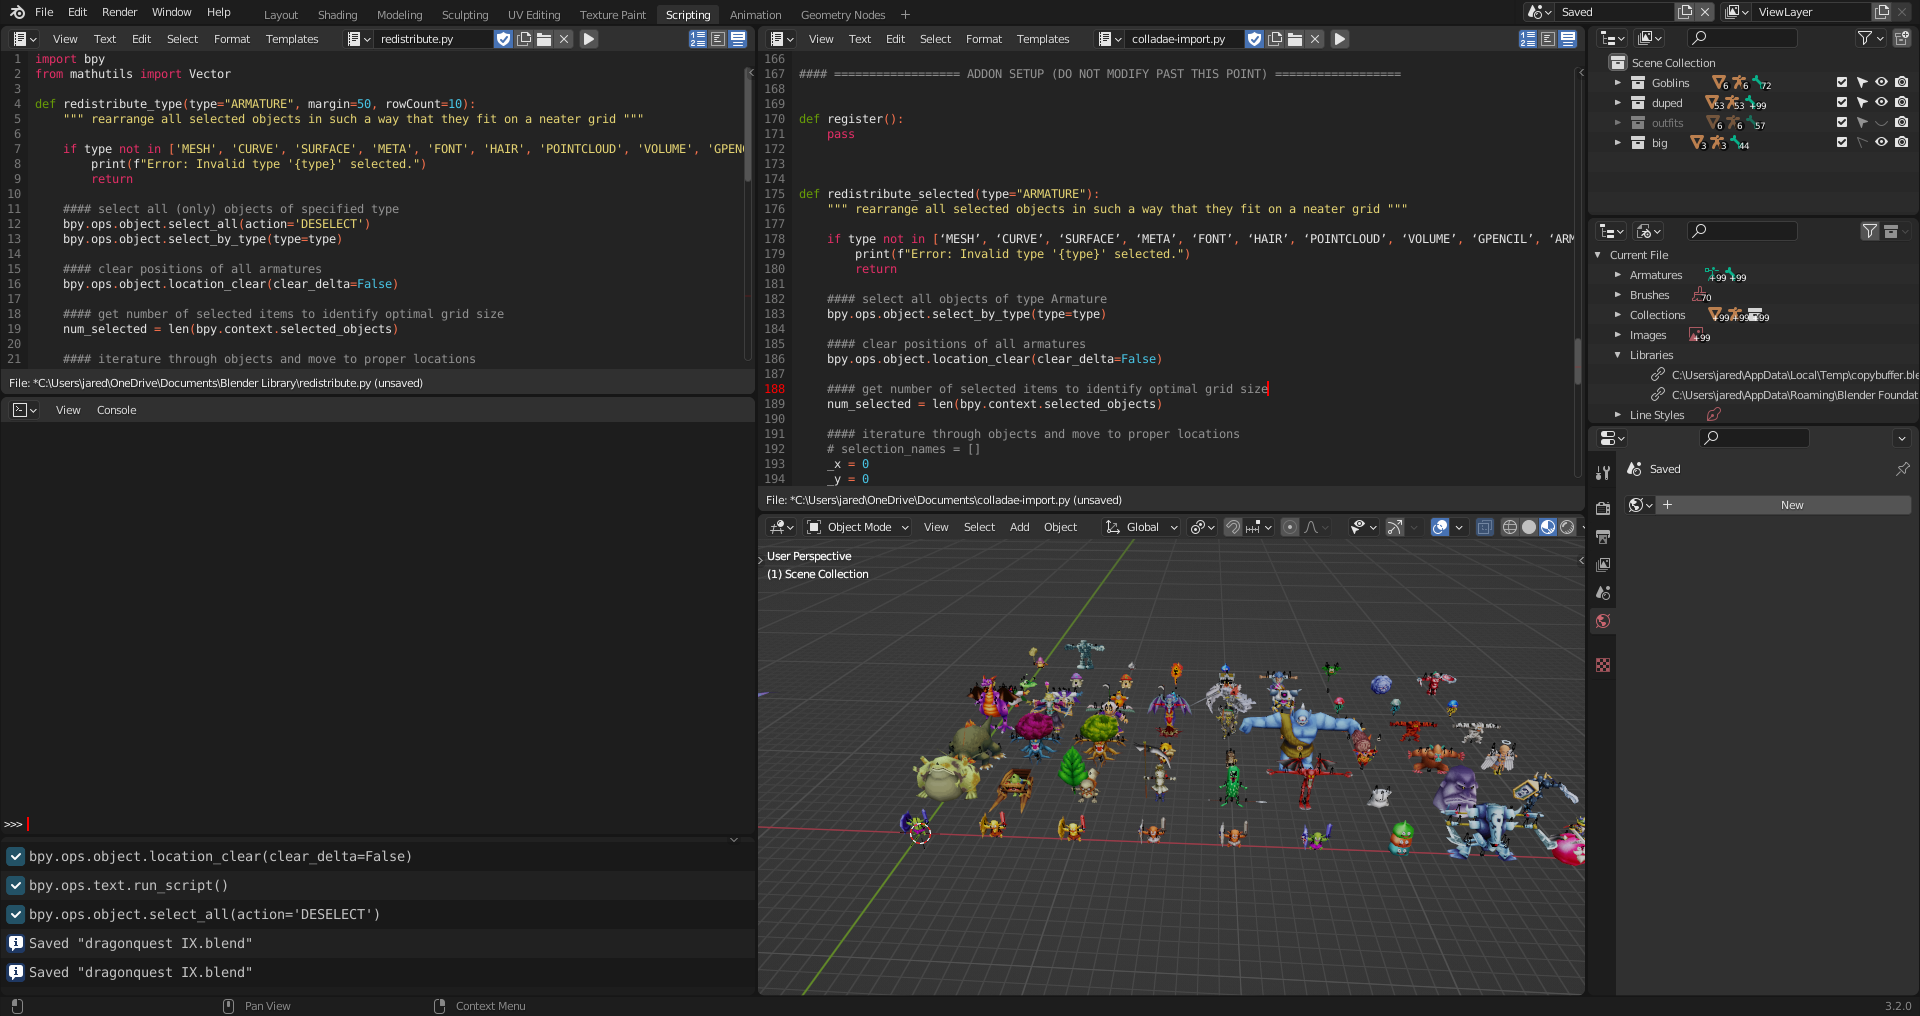 File Edit Render Window Help Layout Shading Modeling Sculpting UV Editing Texture Paint Scripting Animation Geometry Nodes + Saved ViewLayer
View Text Edit Select Format Templates redistribute.py
1 import bpy
2 from mathutils import Vector
3
4 def redistribute_type(type="ARMATURE", margin=50, rowCount=10):
5 """ rearrange all selected objects in such a way that they fit on a neater grid """
6
7 if type not in ['MESH', 'CURVE', 'SURFACE', 'META', 'FONT', 'HAIR', 'POINTCLOUD', 'VOLUME', 'GPEN
8 print(f"Error: Invalid type '{type}' selected.")
9 return
10
11 #### select all (only) objects of specified type
12 bpy.ops.object.select_all(action='DESELECT')
13 bpy.ops.object.select_by_type(type=type)
14
15 #### clear positions of all armatures
16 bpy.ops.object.location_clear(clear_delta=False)
17
18 #### get number of selected items to identify optimal grid size
19 num_selected = len(bpy.context.selected_objects)
20
21 #### iterature through objects and move to proper locations
File: *C:\Users\jared\OneDrive\Documents\Blender Library\redistribute.py (unsaved)
View Console
>>>
bpy.ops.object.location_clear(clear_delta=False)
bpy.ops.text.run_script()
bpy.ops.object.select_all(action='DESELECT')
Saved "dragonquest IX.blend"
Saved "dragonquest IX.blend"
View Text Edit Select Format Templates colladae-import.py
166
167 #### ================== ADDON SETUP (DO NOT MODIFY PAST THIS POINT) ==================
168
169
170 def register():
171 pass
172
173
174
175 def redistribute_selected(type="ARMATURE"):
176 """ rearrange all selected objects in such a way that they fit on a neater grid """
177
178 if type not in [‘MESH’, ‘CURVE’, ‘SURFACE’, ‘META’, ‘FONT’, ‘HAIR’, ‘POINTCLOUD’, ‘VOLUME’, ‘GPENCIL’, ‘ARM
179 print(f"Error: Invalid type '{type}' selected.")
180 return
181
182 #### select all objects of type Armature
183 bpy.ops.object.select_by_type(type=type)
184
185 #### clear positions of all armatures
186 bpy.ops.object.location_clear(clear_delta=False)
187
188 #### get number of selected items to identify optimal grid size
189 num_selected = len(bpy.context.selected_objects)
190
191 #### iterature through objects and move to proper locations
192 # selection_names = []
193 _x = 0
194 _y = 0
File: *C:\Users\jared\OneDrive\Documents\colladae-import.py (unsaved)
Object Mode View Select Add Object Global
User Perspective
(1) Scene Collection
Scene Collection
Goblins 6 6 72
duped 53 53 +99
outfits 6 6 57
big 3 3 44
Current File
Armatures +99 +99
Brushes 70
Collections +99 +99 +99
Images +99
Libraries
C:\Users\jared\AppData\Local\Temp\copybuffer.ble
C:\Users\jared\AppData\Roaming\Blender Foundat
Line Styles
Saved
+ New
Pan View Context Menu 3.2.0